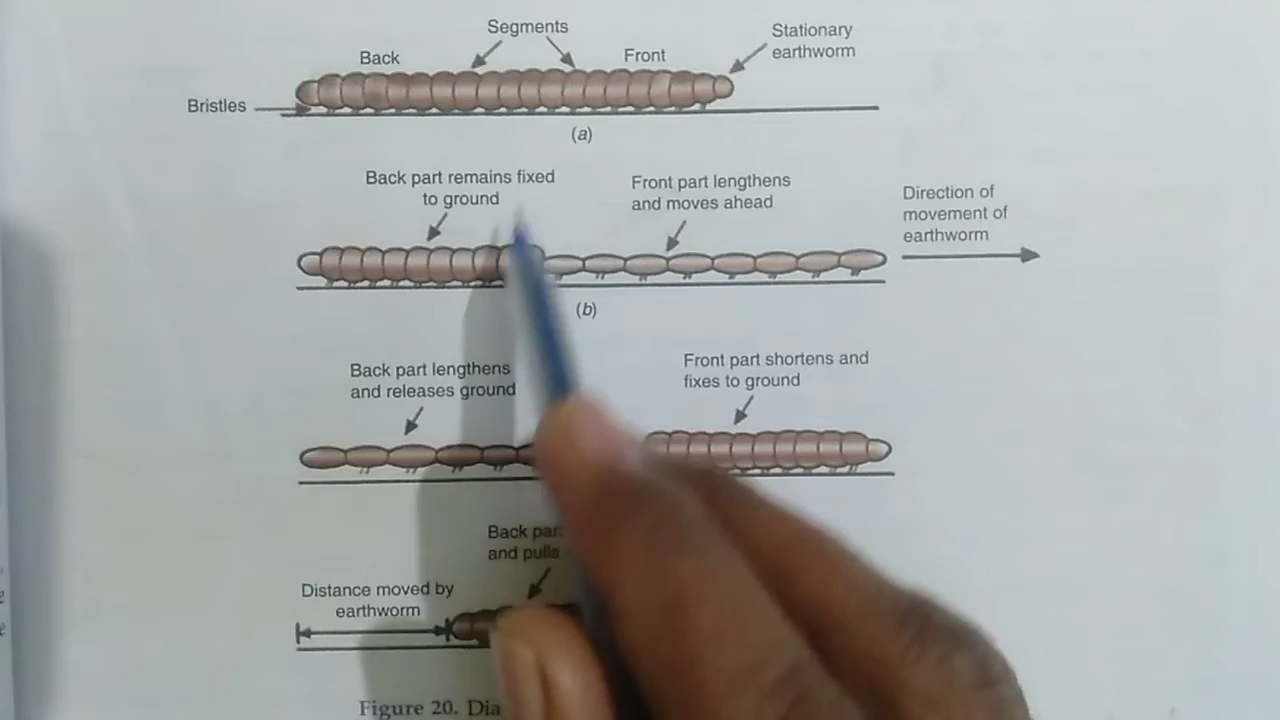 Segments
Stationary
earthworm
Back
Front
Bristles
(a)
Back part remains fixed
to ground
Front part lengthens
and moves ahead
Direction of
movement of
earthworm
(b)
Back part lengthens
and releases ground
Front part shortens and
fixes to ground
Back
and pulls
Distance moved by
earthworm
Figure 20.